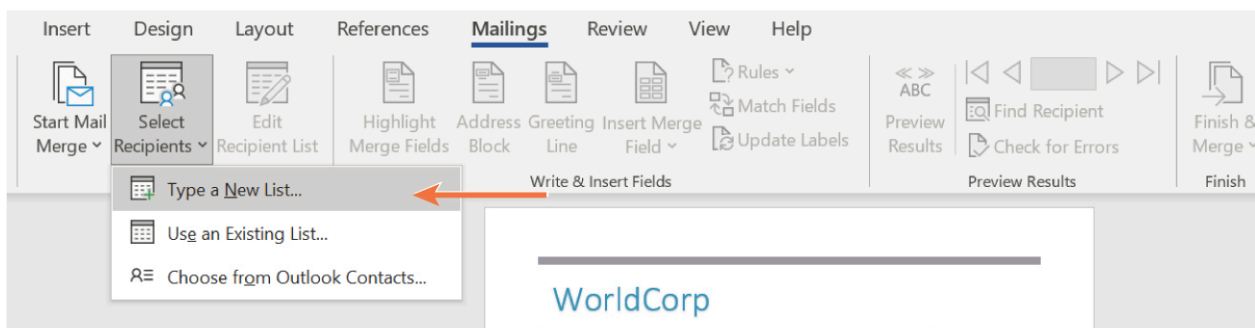 Insert Design Layout References Mailings Review View Help
Start Mail Merge
Select Recipients
Edit Recipient List
Highlight Merge Fields
Address Block
Greeting Line
Insert Merge Field
Rules
Match Fields
Update Labels
ABC
Preview Results
Find Recipient
Check for Errors
Finish & Merge
Write & Insert Fields
Preview Results
Finish
Type a New List...
Use an Existing List...
Choose from Outlook Contacts...
WorldCorp